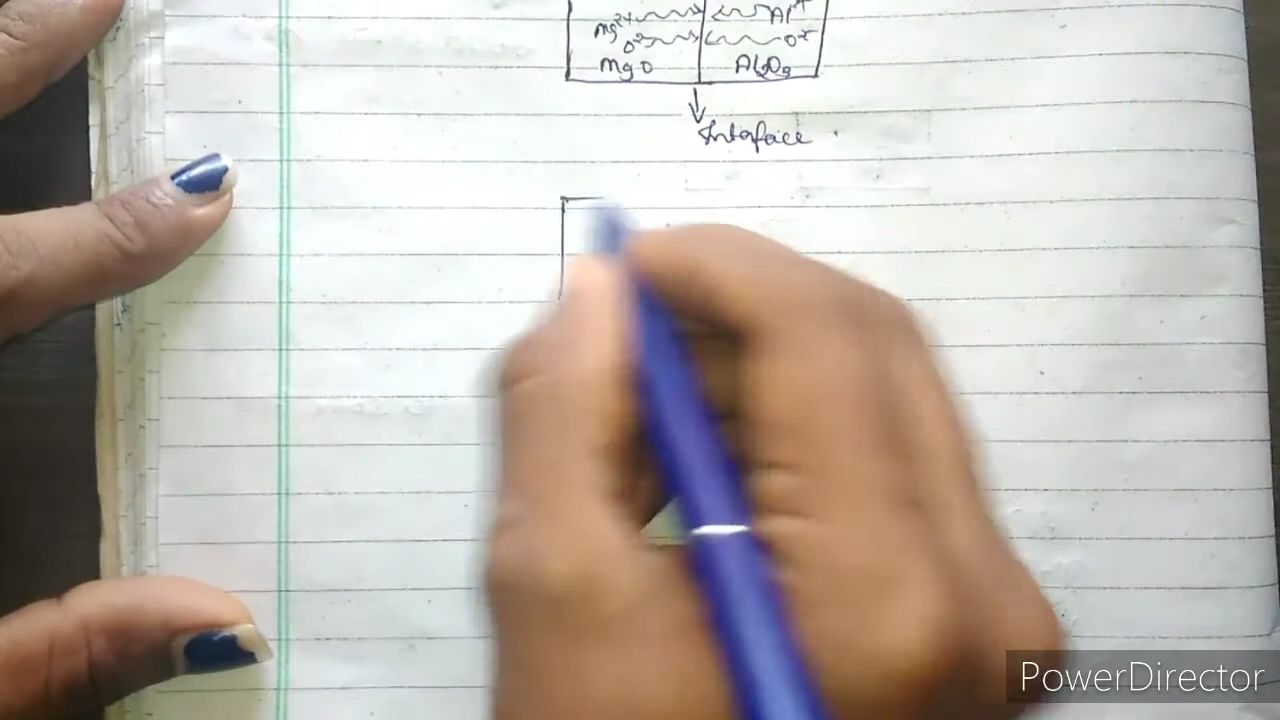 Mg2+ Al3+
O2- O2-
MgO Al2O3
Interface
PowerDirector